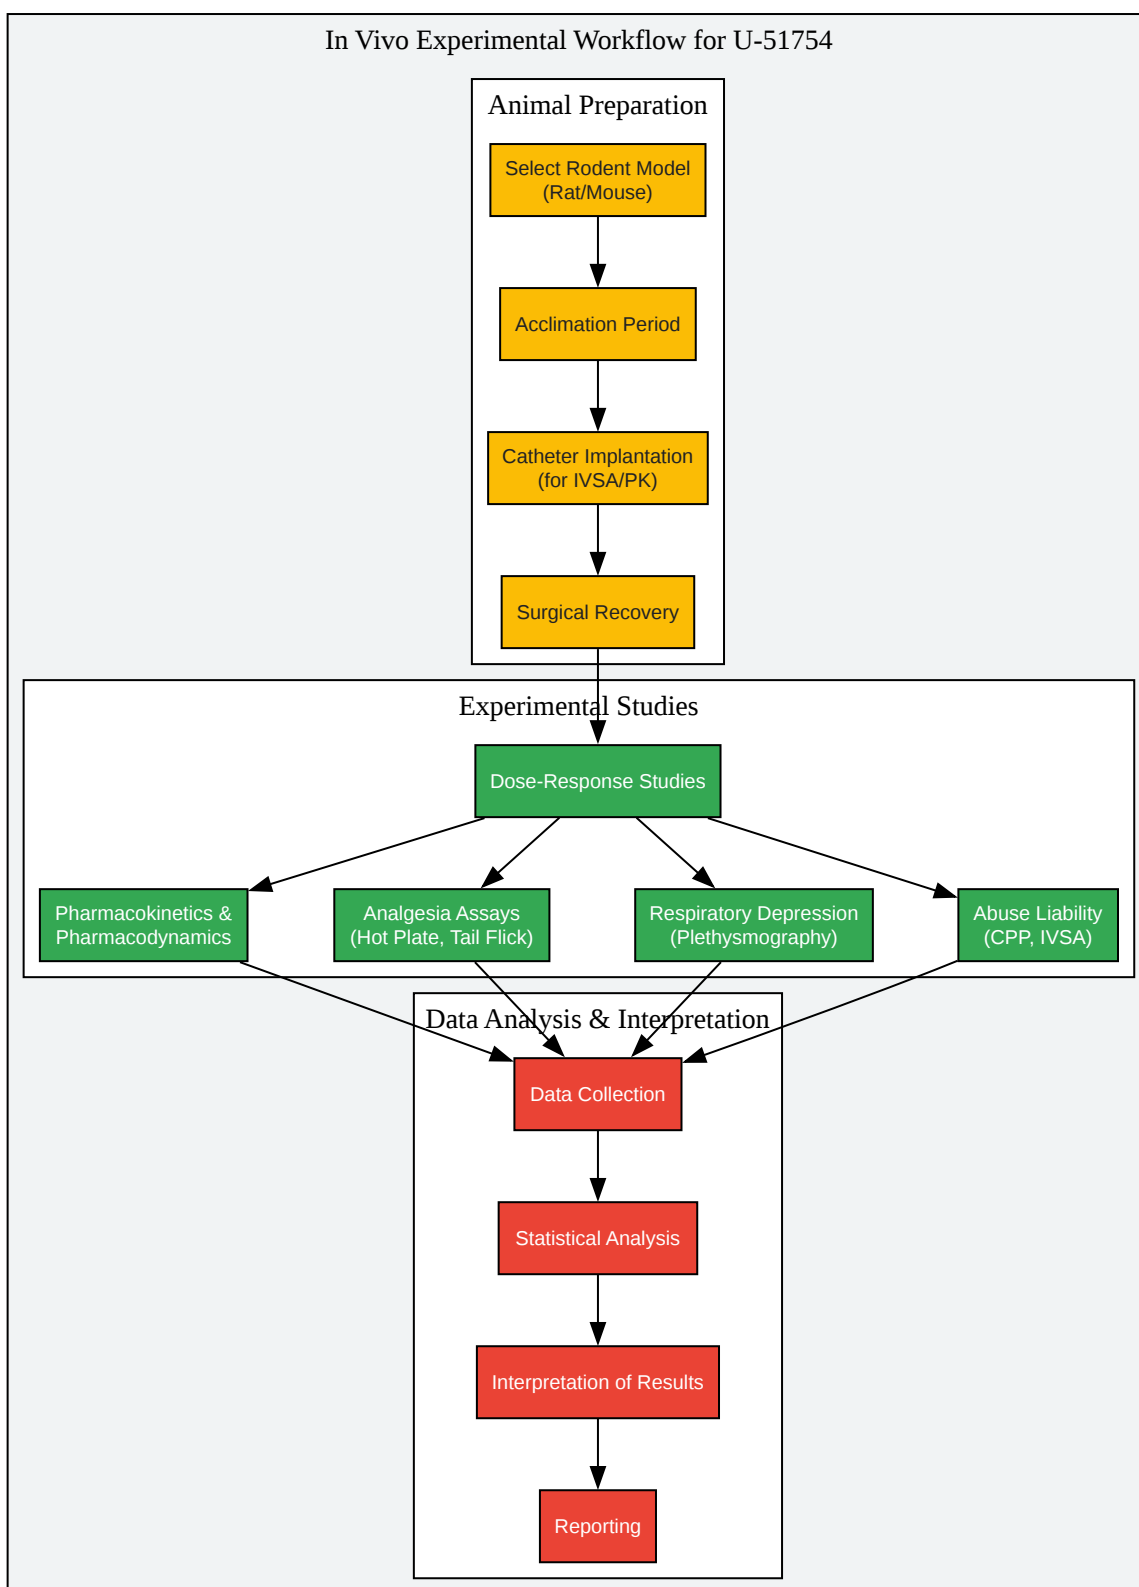 In Vivo Experimental Workflow for U-51754
Animal Preparation
Select Rodent Model
(Rat/Mouse)
Acclimation Period
Catheter Implantation
(for IVSA/PK)
Surgical Recovery
Experimental Studies
Dose-Response Studies
Pharmacokinetics &
Pharmacodynamics
Analgesia Assays
(Hot Plate, Tail Flick)
Respiratory Depression
(Plethysmography)
Abuse Liability
(CPP, IVSA)
Data Analysis & Interpretation
Data Collection
Statistical Analysis
Interpretation of Results
Reporting